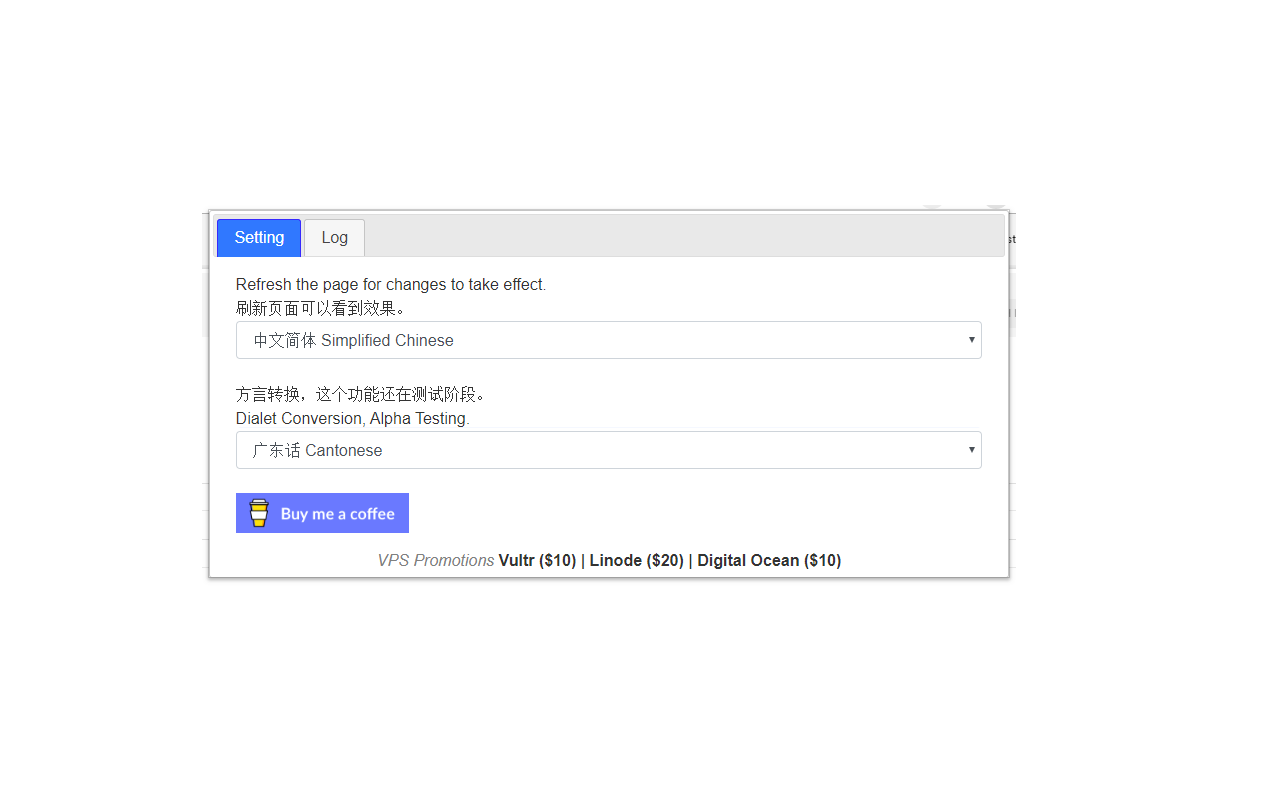 Setting Log
Refresh the page for changes to take effect.
刷新页面可以看到效果。
中文简体 Simplified Chinese
方言转换，这个功能还在测试阶段。
Dialet Conversion, Alpha Testing.
广东话 Cantonese
Buy me a coffee
VPS Promotions Vultr ($10) | Linode ($20) | Digital Ocean ($10)